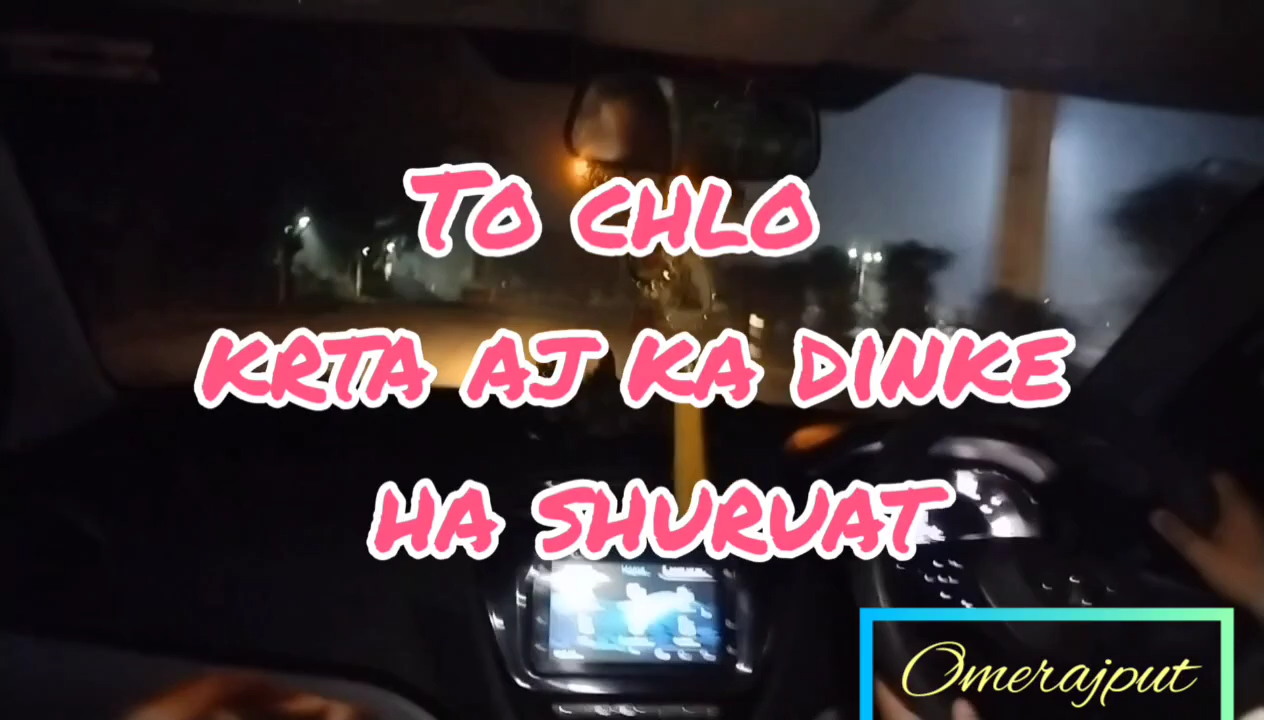 To chlo
krta aj ka dinke
ha shuruat
Omerajput